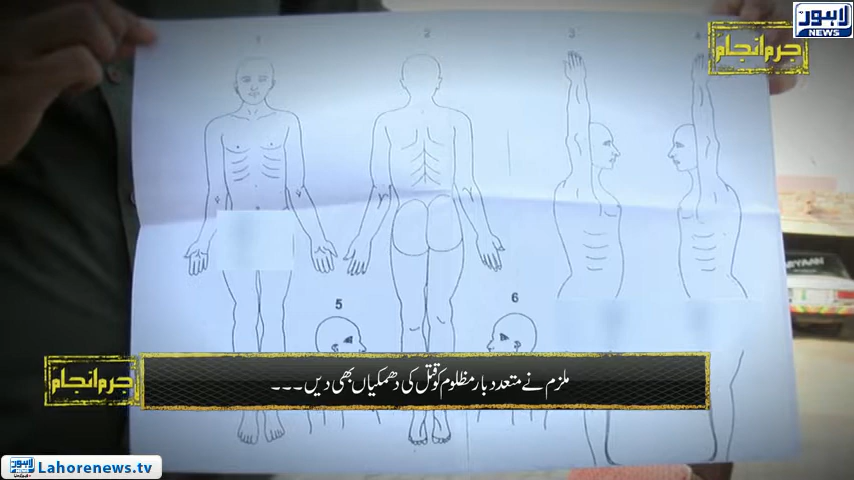 لاہور
NEWS
جرم انجام
1
2
3
4
5
6
ملزم نے متعدد بار مظلوم کو قتل کی دھمکیاں بھی دیں ۔۔۔
جرم انجام
لاہور
NEWS
Lahorenews.tv